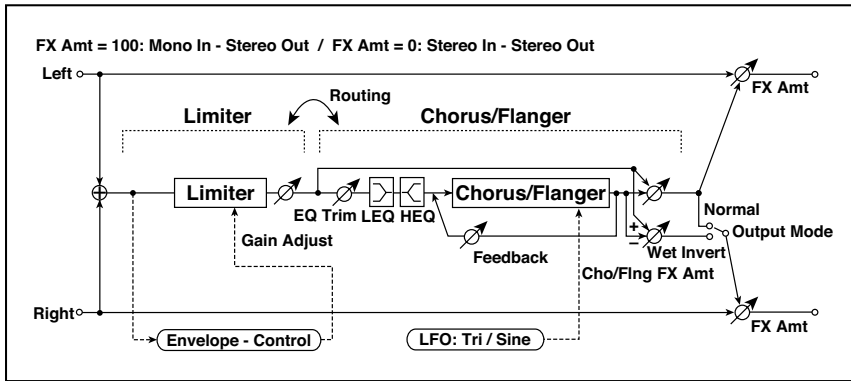 FX Amt = 100: Mono In - Stereo Out / FX Amt = 0: Stereo In - Stereo Out
Left
FX Amt
Routing
Limiter
Chorus/Flanger
Limiter
Chorus/Flanger
EQ Trim
LEQ
HEQ
Normal
Output Mode
Gain Adjust
Feedback
+
−
Wet Invert
Cho/Flng FX Amt
Right
FX Amt
Envelope - Control
LFO: Tri / Sine